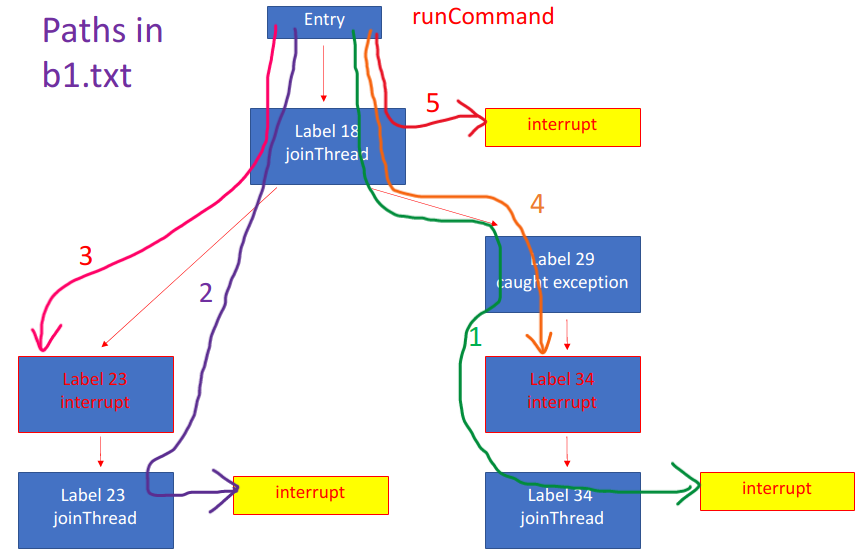 Paths in
b1.txt
Entry
runCommand
Label 18
joinThread
5
interrupt
4
3
2
Label 29
caught exception
1
Label 23
interrupt
Label 34
interrupt
Label 23
joinThread
interrupt
Label 34
joinThread
interrupt